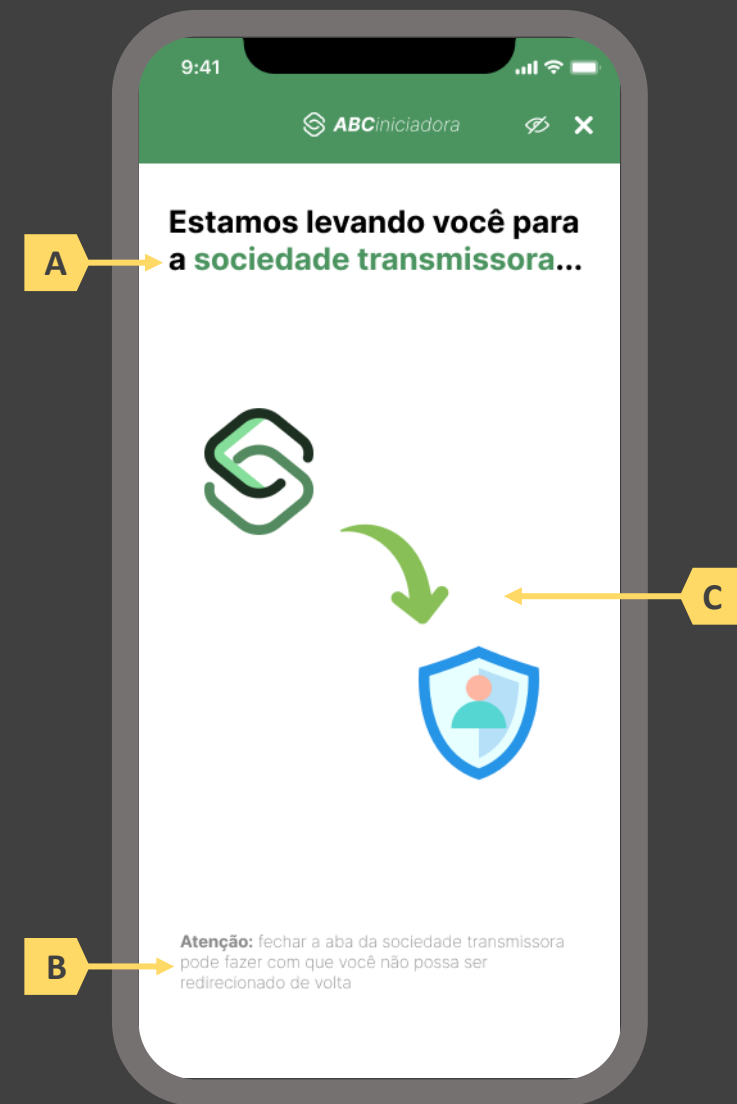 9:41
ABCiniciadora
Estamos levando você para
a sociedade transmissora...
A
C
Atenção: fechar a aba da sociedade transmissora
pode fazer com que você não possa ser
redirecionado de volta
B